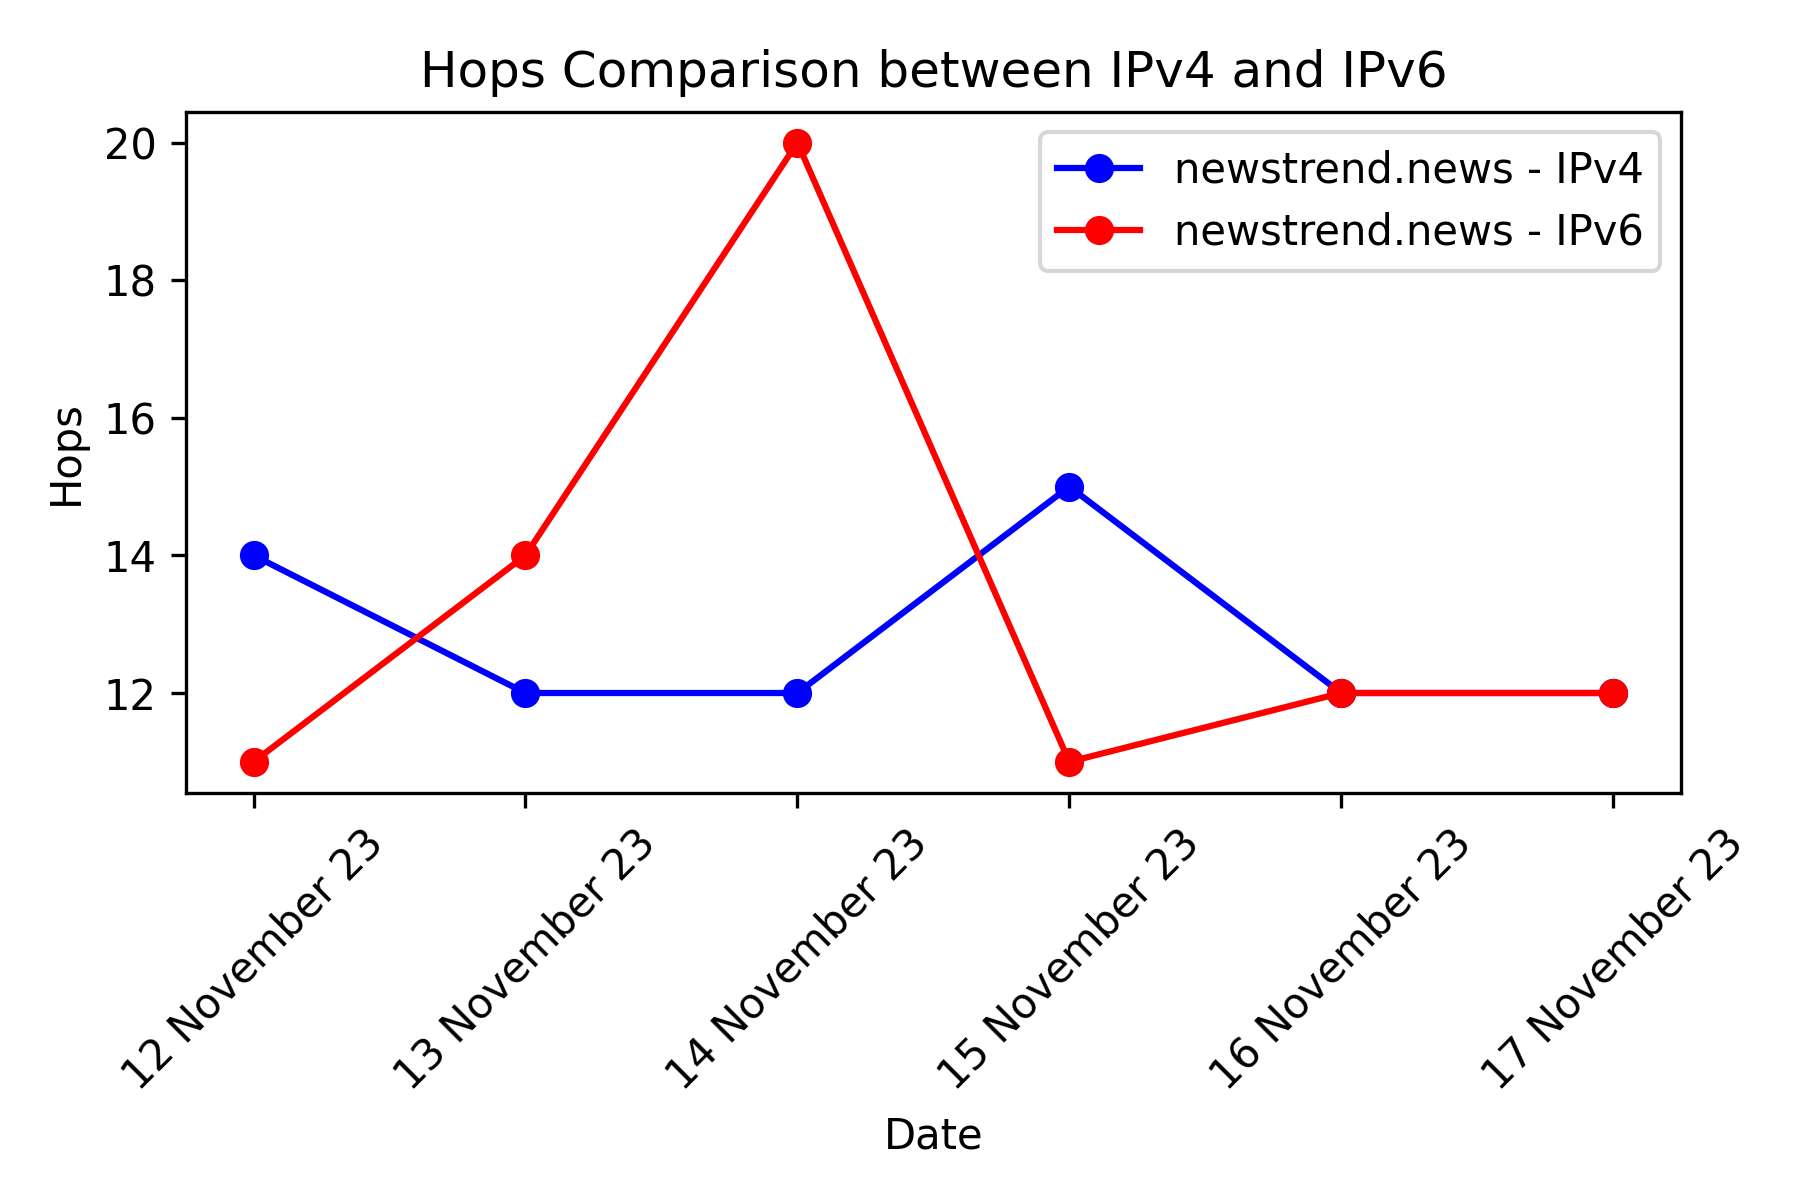 Hops Comparison between IPv4 and IPv6
newstrend.news - IPv4
newstrend.news - IPv6
Hops
20
18
16
14
12
12 November 23
13 November 23
14 November 23
15 November 23
16 November 23
17 November 23
Date